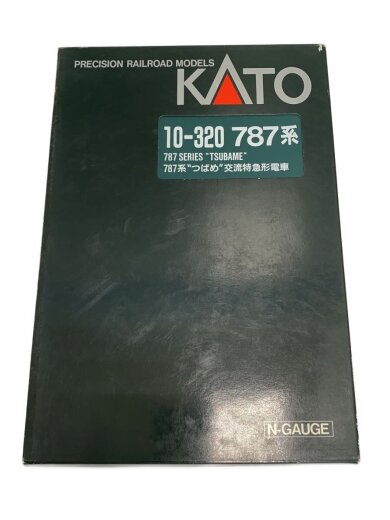 PRECISION RAILROAD MODELS
KATO
10-320 787系
787 SERIES "TSUBAME"
787系"つばめ"交流特急形電車
N-GAUGE